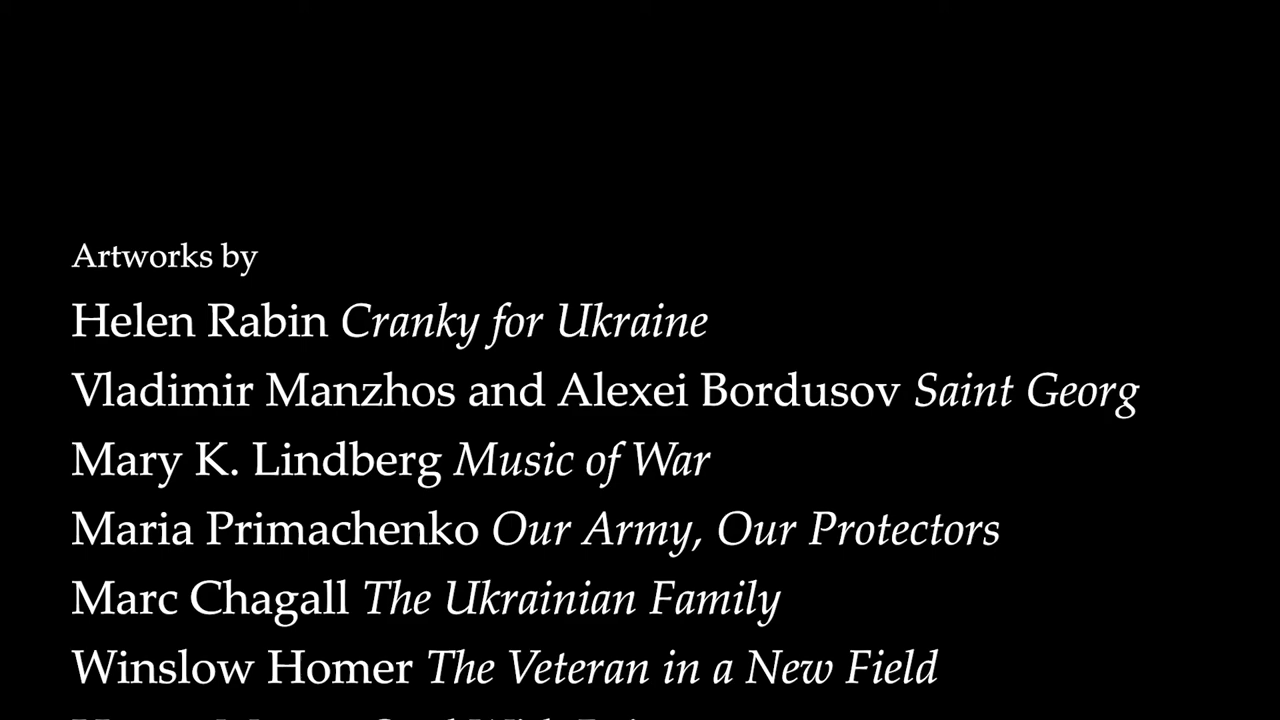 Artworks by
Helen Rabin Cranky for Ukraine
Vladimir Manzhos and Alexei Bordusov Saint Georg
Mary K. Lindberg Music of War
Maria Primachenko Our Army, Our Protectors
Marc Chagall The Ukrainian Family
Winslow Homer The Veteran in a New Field